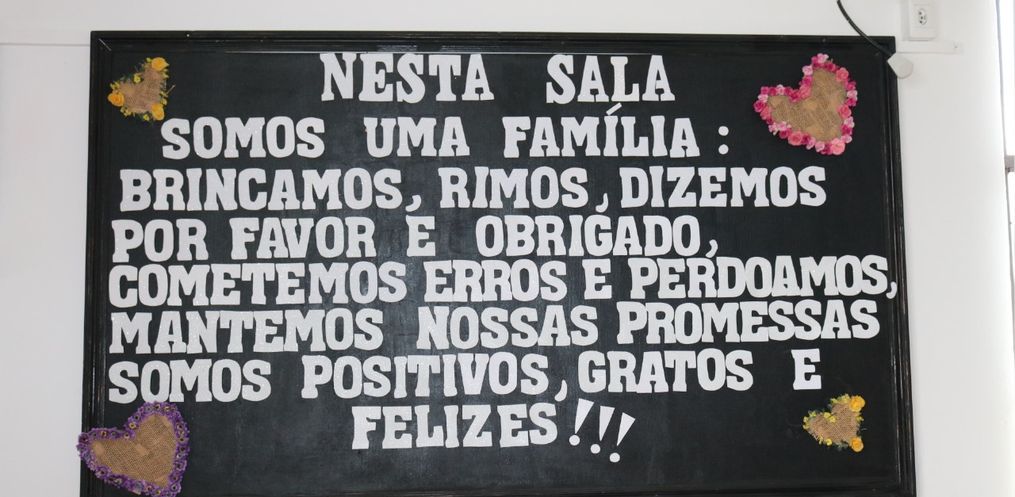 NESTA SALA
SOMOS UMA FAMÍLIA :
BRINCAMOS, RIMOS, DIZEMOS
POR FAVOR E OBRIGADO,
COMETEMOS ERROS E PERDOAMOS,
MANTEMOS NOSSAS PROMESSAS
SOMOS POSITIVOS, GRATOS E
FELIZES !!!